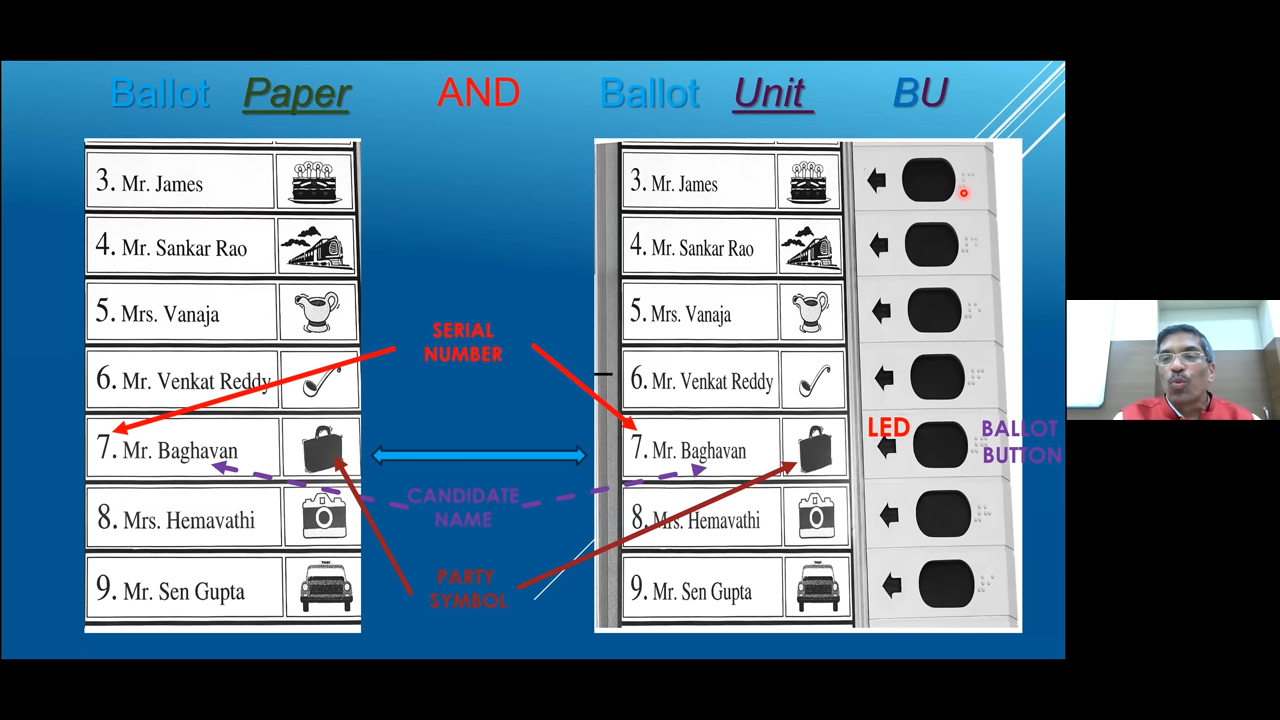 Ballot Paper AND Ballot Unit BU
3. Mr. James
4. Mr. Sankar Rao
5. Mrs. Vanaja
6. Mr. Venkat Reddy
7. Mr. Baghavan
8. Mrs. Hemavathi
9. Mr. Sen Gupta
TAXI
SERIAL
NUMBER
CANDIDATE
NAME
PARTY
SYMBOL
3. Mr. James
4. Mr. Sankar Rao
5. Mrs. Vanaja
6. Mr. Venkat Reddy
7. Mr. Baghavan
8. Mrs. Hemavathi
9. Mr. Sen Gupta
TAXI
LED
BALLOT
BUTTON